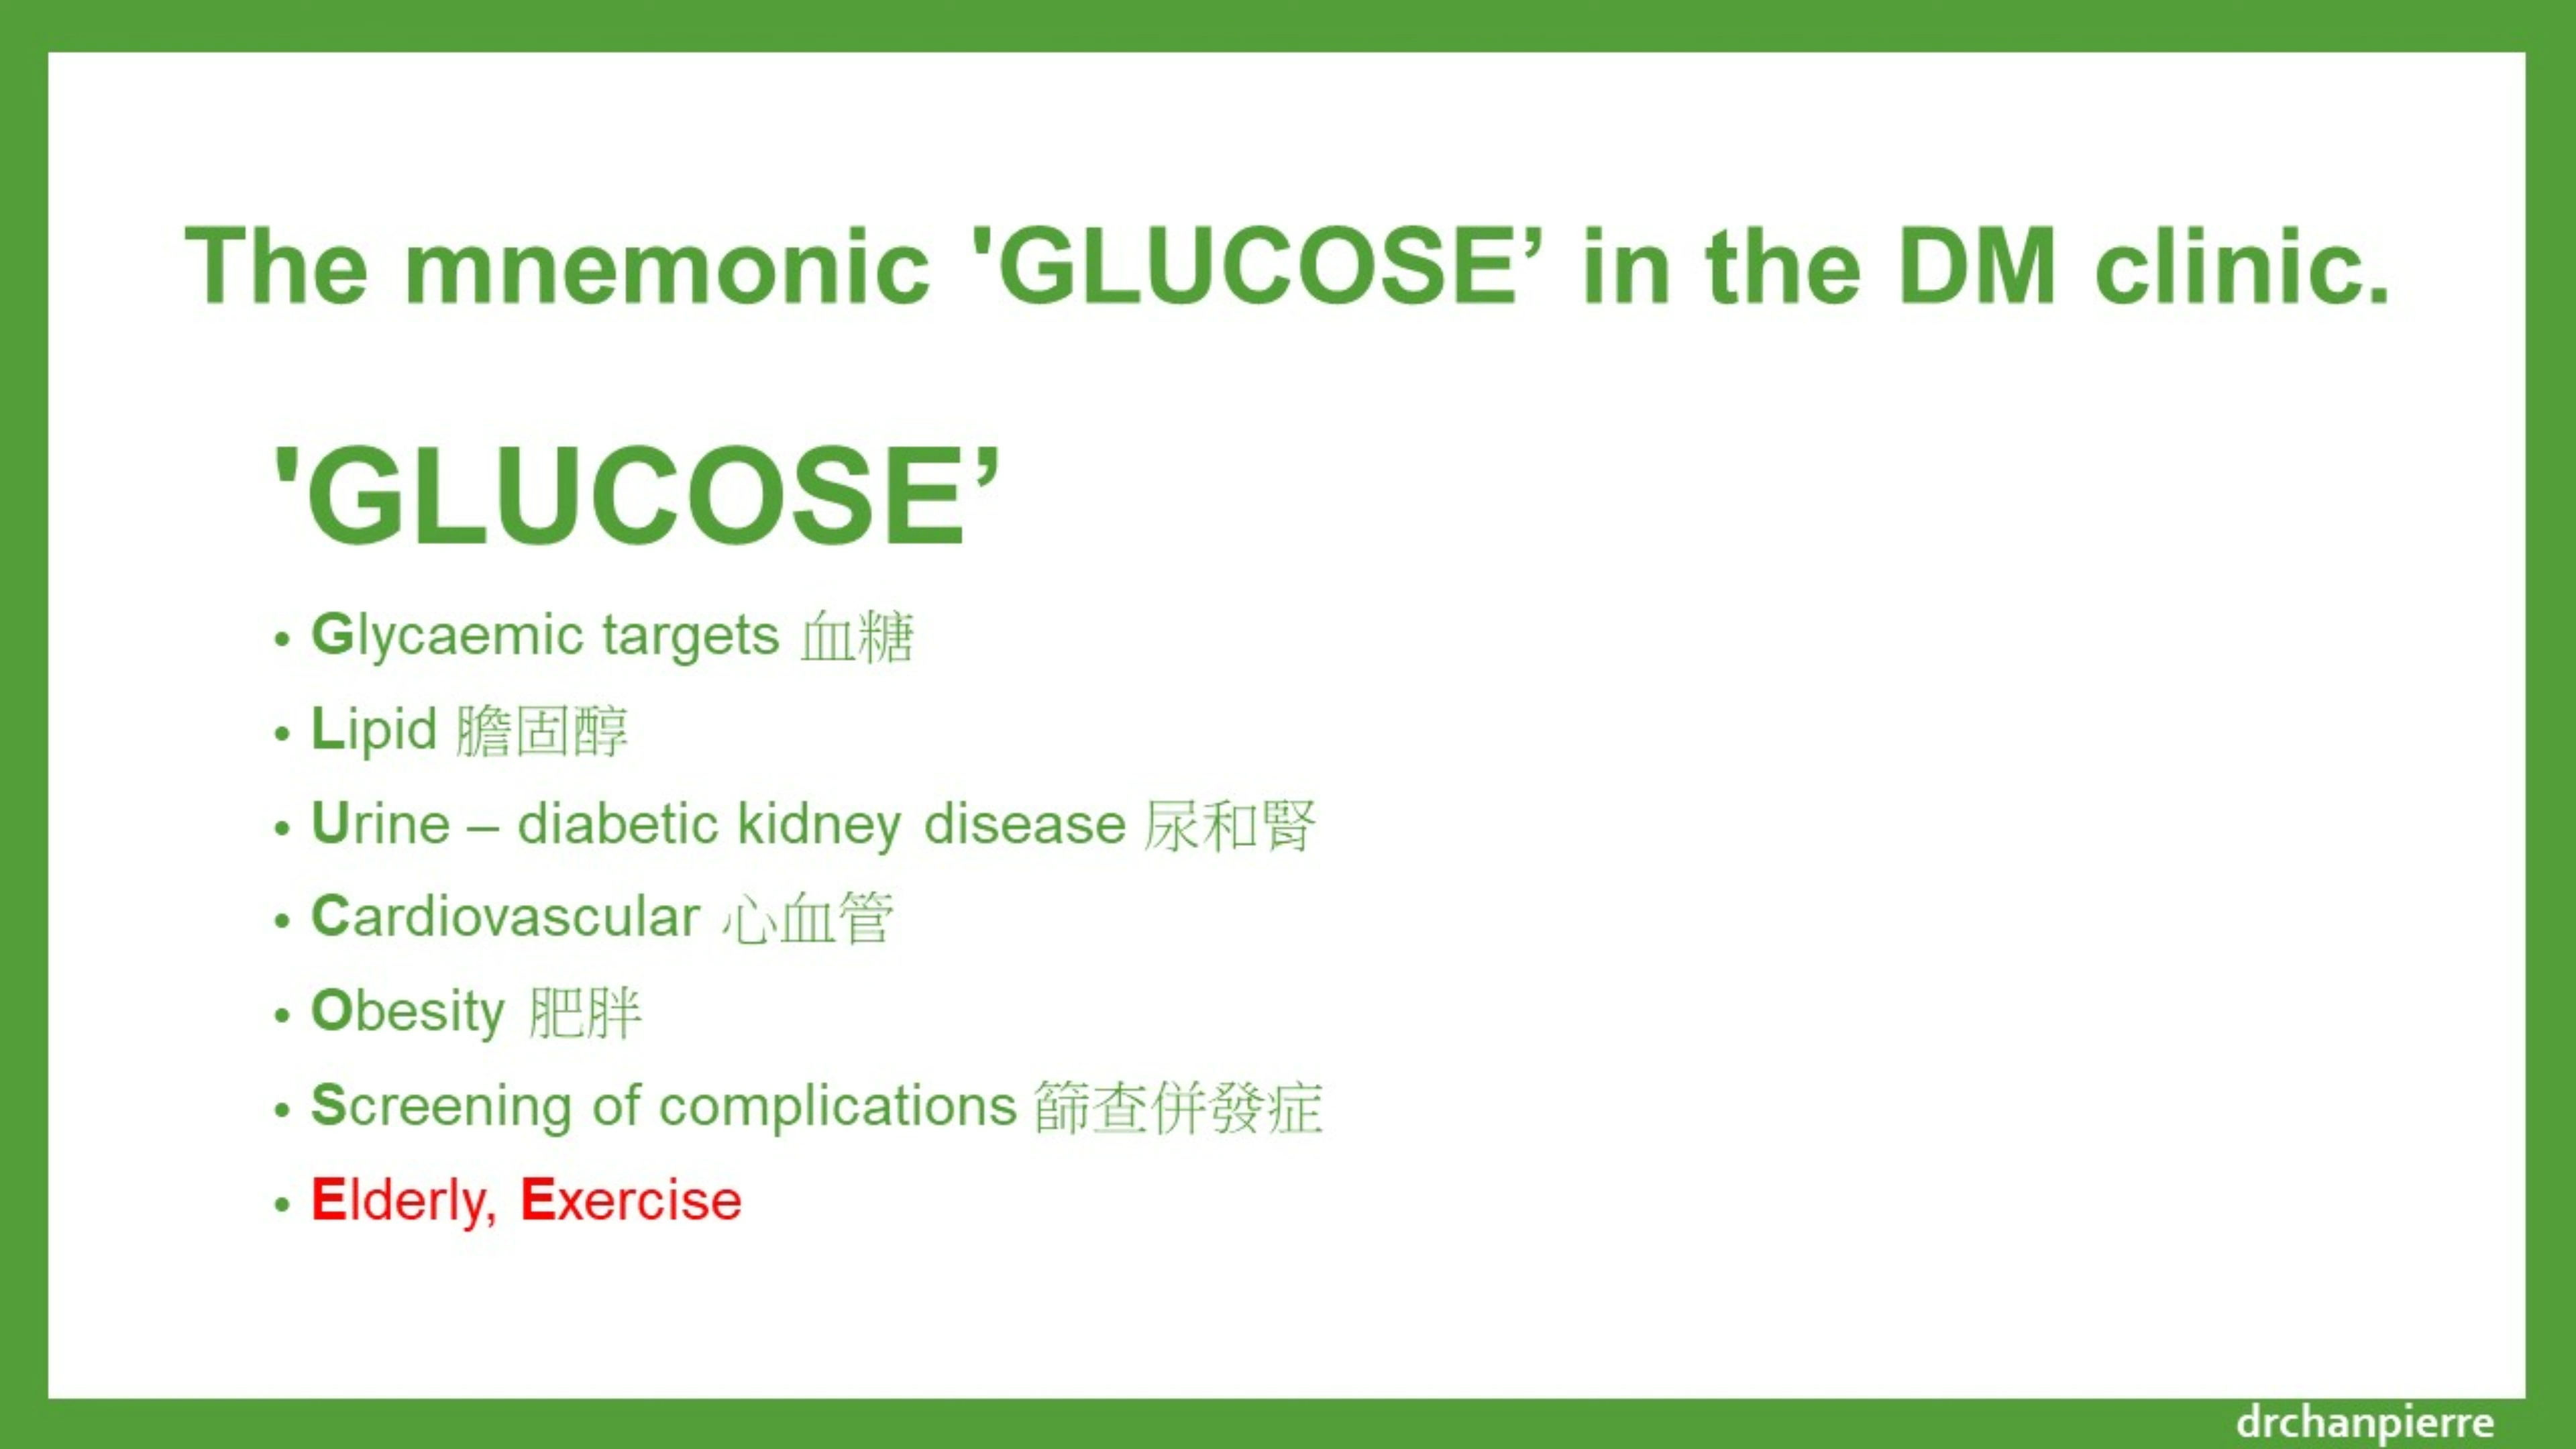 The mnemonic 'GLUCOSE’ in the DM clinic.
'GLUCOSE’
• Glycaemic targets 血糖
• Lipid 膽固醇
• Urine – diabetic kidney disease 尿和腎
• Cardiovascular 心血管
• Obesity 肥胖
• Screening of complications 篩查併發症
• Elderly, Exercise
drchanpierre